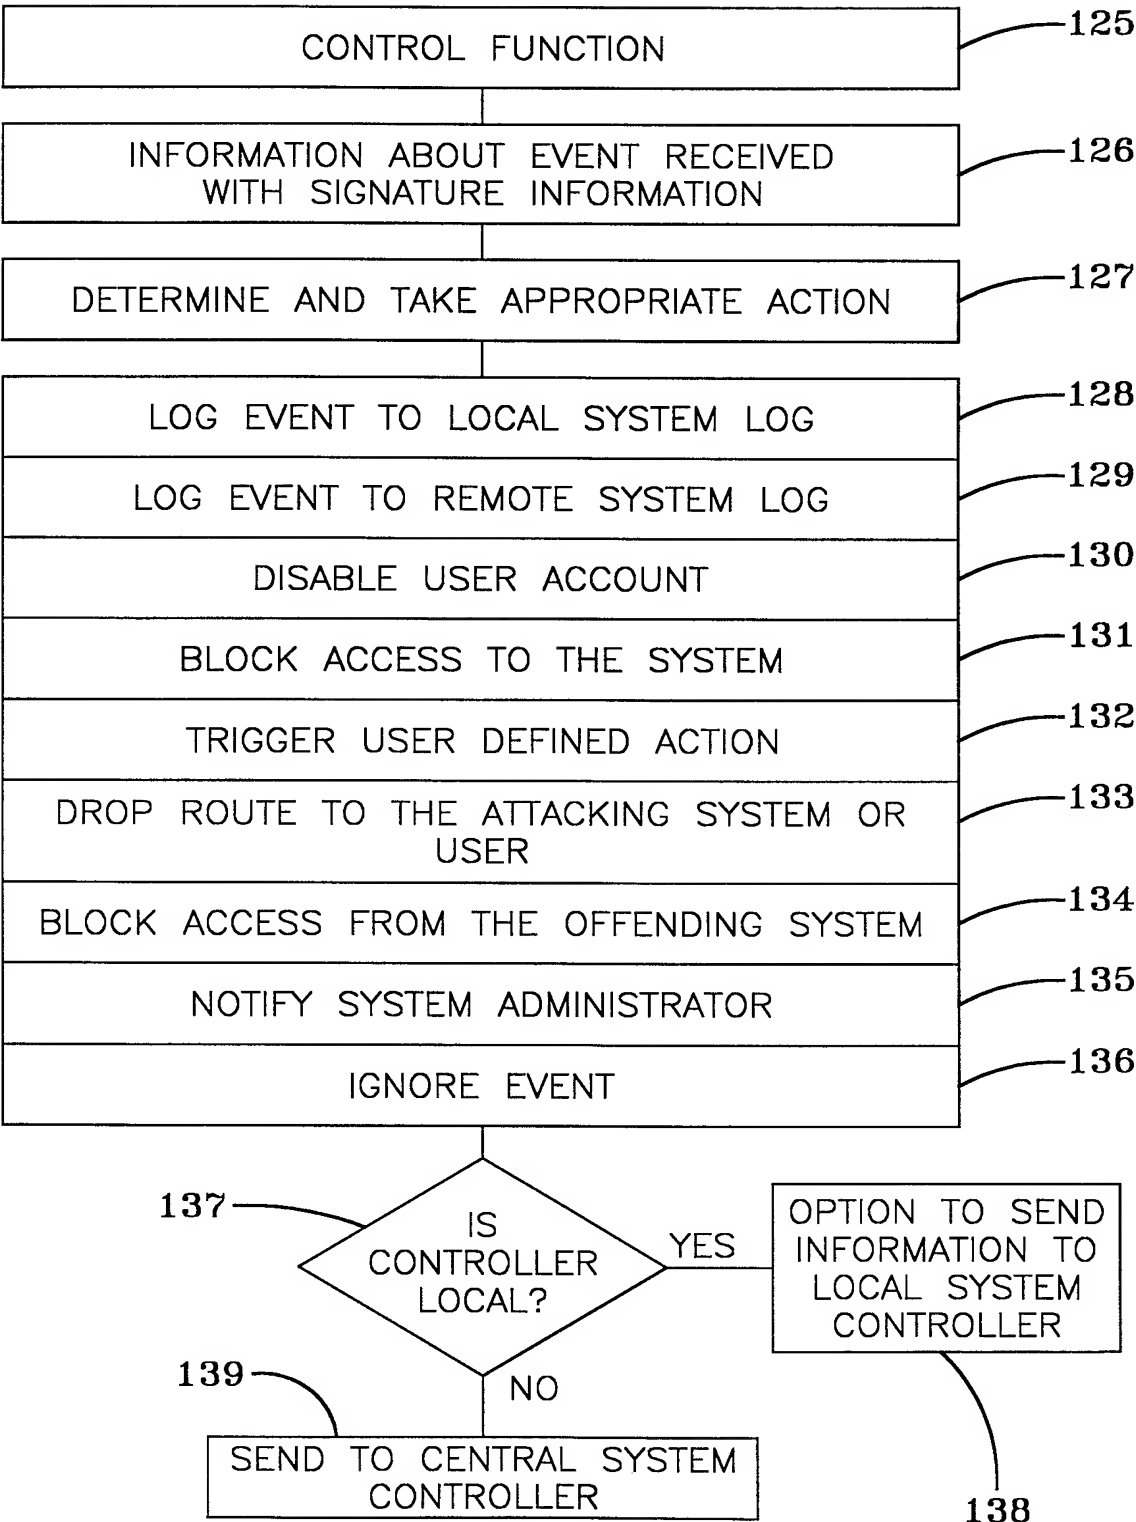 CONTROL FUNCTION
125
INFORMATION ABOUT EVENT RECEIVED
WITH SIGNATURE INFORMATION
126
DETERMINE AND TAKE APPROPRIATE ACTION
127
LOG EVENT TO LOCAL SYSTEM LOG
128
LOG EVENT TO REMOTE SYSTEM LOG
129
DISABLE USER ACCOUNT
130
BLOCK ACCESS TO THE SYSTEM
131
TRIGGER USER DEFINED ACTION
132
DROP ROUTE TO THE ATTACKING SYSTEM OR
USER
133
BLOCK ACCESS FROM THE OFFENDING SYSTEM
134
NOTIFY SYSTEM ADMINISTRATOR
135
IGNORE EVENT
136
137
IS
CONTROLLER
LOCAL?
YES
OPTION TO SEND
INFORMATION TO
LOCAL SYSTEM
CONTROLLER
138
NO
139
SEND TO CENTRAL SYSTEM
CONTROLLER